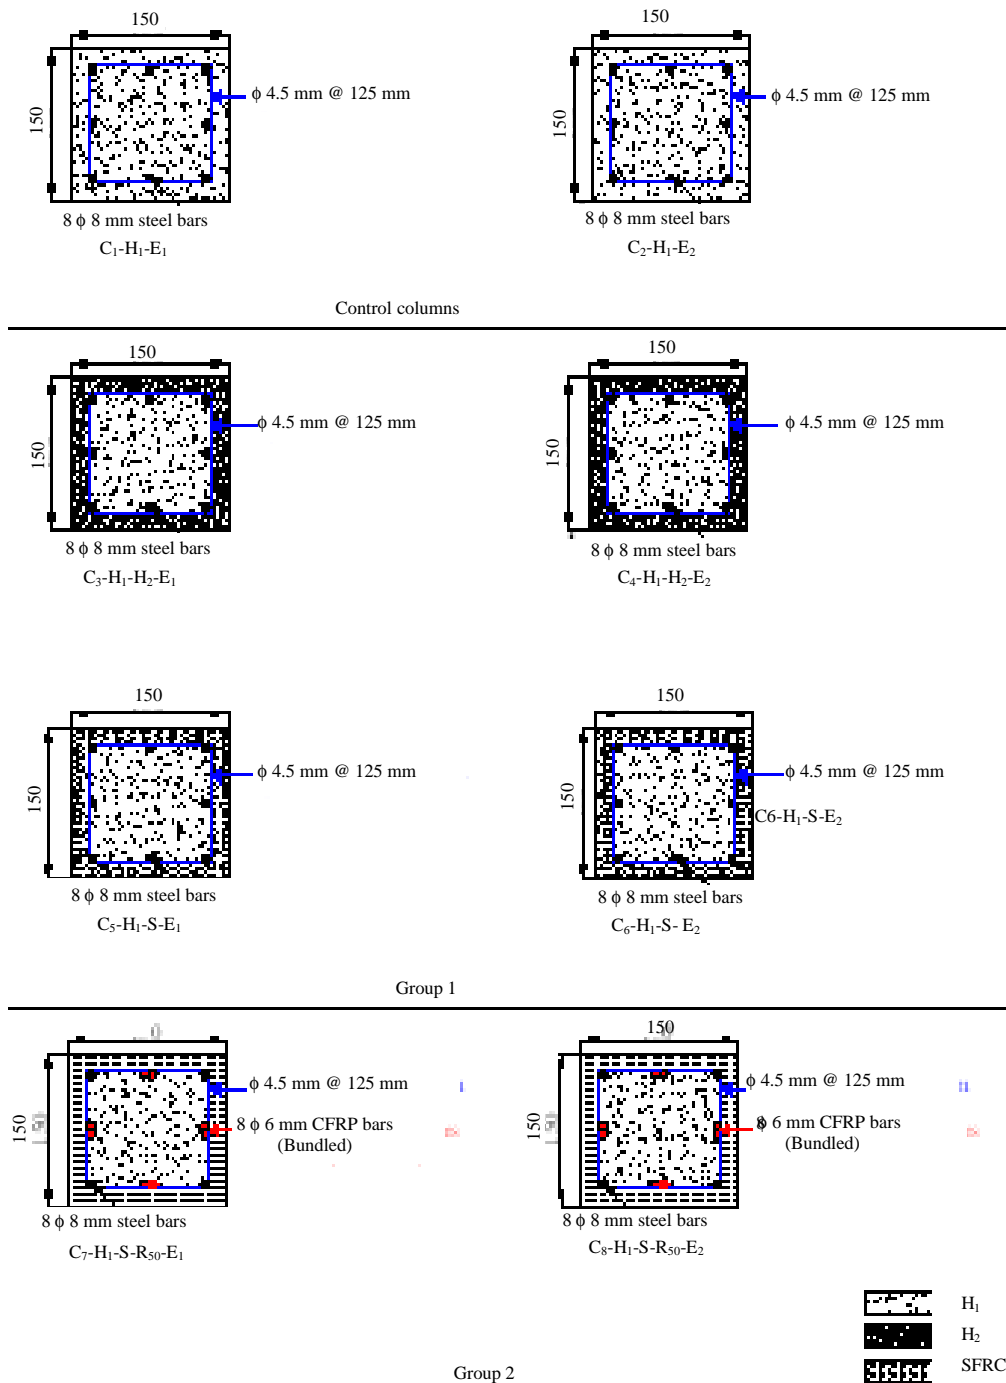 150
150
150
φ 4.5 mm @ 125 mm
150
φ 4.5 mm @ 125 mm
8 φ 8 mm steel bars
8 φ 8 mm steel bars
C₁-H₁-E₁
C₂-H₁-E₂
Control columns
150
150
150
φ 4.5 mm @ 125 mm
150
φ 4.5 mm @ 125 mm
8 φ 8 mm steel bars
8 φ 8 mm steel bars
C₃-H₁-H₂-E₁
C₄-H₁-H₂-E₂
150
150
150
φ 4.5 mm @ 125 mm
150
φ 4.5 mm @ 125 mm
C6-H₁-S-E₂
8 φ 8 mm steel bars
8 φ 8 mm steel bars
C₅-H₁-S-E₁
C₆-H₁-S- E₂
Group 1
150
150
φ 4.5 mm @ 125 mm
φ 4.5 mm @ 125 mm
8 φ 6 mm CFRP bars
(Bundled)
φ 6 mm CFRP bars
(Bundled)
8 φ 8 mm steel bars
8 φ 8 mm steel bars
C₇-H₁-S-R₅₀-E₁
C₈-H₁-S-R₅₀-E₂
H₁
H₂
SFRC
Group 2